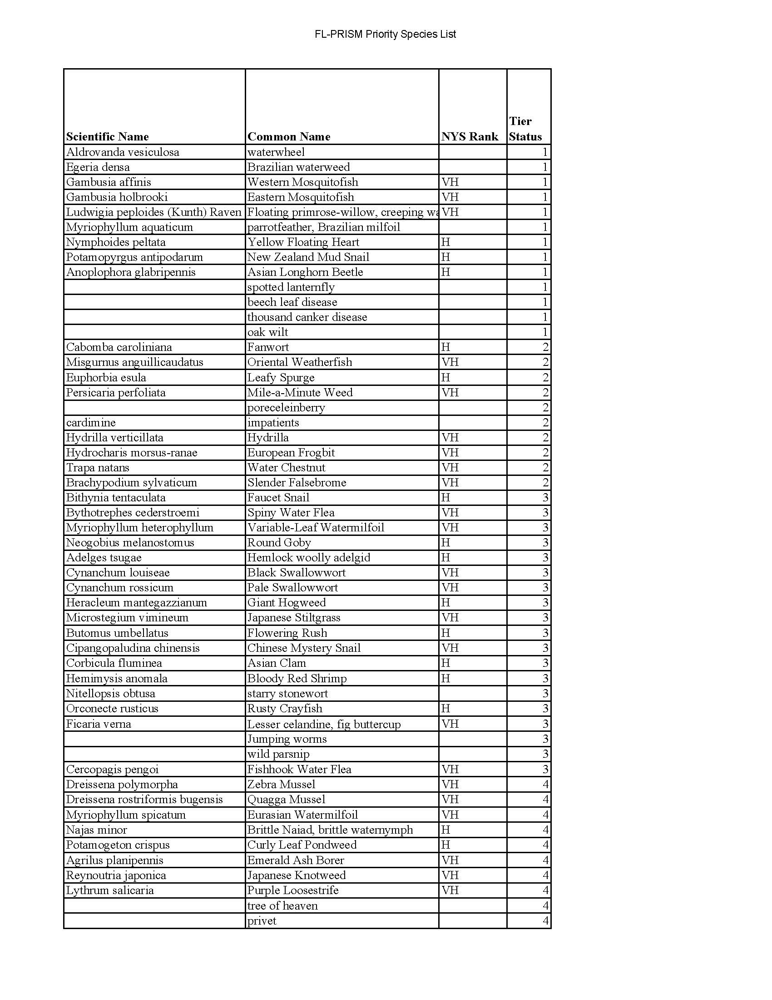 FL-PRISM Priority Species List
Scientific Name Common Name NYS Rank Tier Status
Aldrovanda vesiculosa waterwheel 1
Egeria densa Brazilian waterweed 1
Gambusia affinis Western Mosquitofish VH 1
Gambusia holbrooki Eastern Mosquitofish VH 1
Ludwigia peploides (Kunth) Raven Floating primrose-willow, creeping wa VH 1
Myriophyllum aquaticum parrotfeather, Brazilian milfoil 1
Nymphoides peltata Yellow Floating Heart H 1
Potamopyrgus antipodarum New Zealand Mud Snail H 1
Anoplophora glabripennis Asian Longhorn Beetle H 1
spotted lanternfly 1
beech leaf disease 1
thousand canker disease 1
oak wilt 1
Cabomba caroliniana Fanwort H 2
Misgurnus anguillicaudatus Oriental Weatherfish VH 2
Euphorbia esula Leafy Spurge H 2
Persicaria perfoliata Mile-a-Minute Weed VH 2
poreceleinberry 2
cardimine impatients 2
Hydrilla verticillata Hydrilla VH 2
Hydrocharis morsus-ranae European Frogbit VH 2
Trapa natans Water Chestnut VH 2
Brachypodium sylvaticum Slender Falsebrome VH 2
Bithynia tentaculata Faucet Snail H 3
Bythotrephes cederstroemi Spiny Water Flea VH 3
Myriophyllum heterophyllum Variable-Leaf Watermilfoil VH 3
Neogobius melanostomus Round Goby H 3
Adelges tsugae Hemlock woolly adelgid H 3
Cynanchum louiseae Black Swallowwort VH 3
Cynanchum rossicum Pale Swallowwort VH 3
Heracleum mantegazzianum Giant Hogweed H 3
Microstegium vimineum Japanese Stiltgrass VH 3
Butomus umbellatus Flowering Rush H 3
Cipangopaludina chinensis Chinese Mystery Snail VH 3
Corbicula fluminea Asian Clam H 3
Hemimysis anomala Bloody Red Shrimp H 3
Nitellopsis obtusa starry stonewort 3
Orconecte rusticus Rusty Crayfish H 3
Ficaria verna Lesser celandine, fig buttercup VH 3
Jumping worms 3
wild parsnip 3
Cercopagis pengoi Fishhook Water Flea VH 3
Dreissena polymorpha Zebra Mussel VH 4
Dreissena rostriformis bugensis Quagga Mussel VH 4
Myriophyllum spicatum Eurasian Watermilfoil VH 4
Najas minor Brittle Naiad, brittle waternymph H 4
Potamogeton crispus Curly Leaf Pondweed H 4
Agrilus planipennis Emerald Ash Borer VH 4
Reynoutria japonica Japanese Knotweed VH 4
Lythrum salicaria Purple Loosestrife VH 4
tree of heaven 4
privet 4